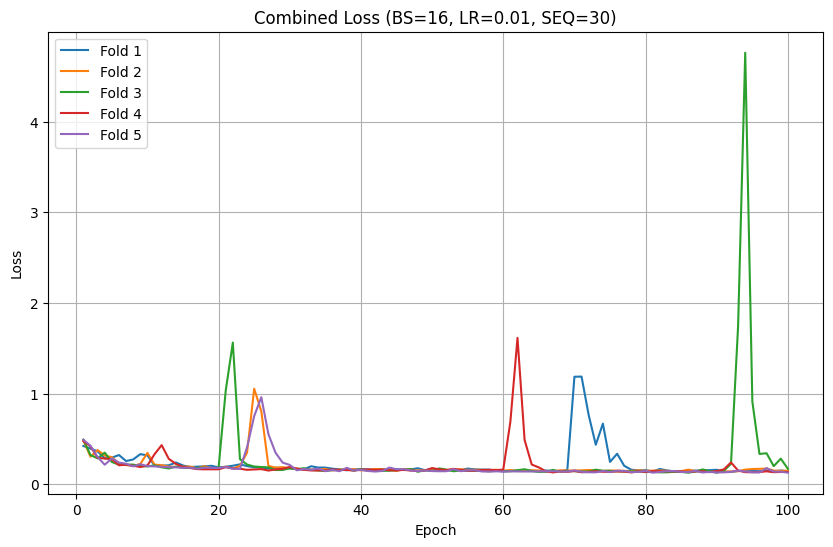 Combined Loss (BS=16, LR=0.01, SEQ=30)
Fold 1
Fold 2
Fold 3
Fold 4
Fold 5
4
3
2
1
0
Loss
0 20 40 60 80 100
Epoch